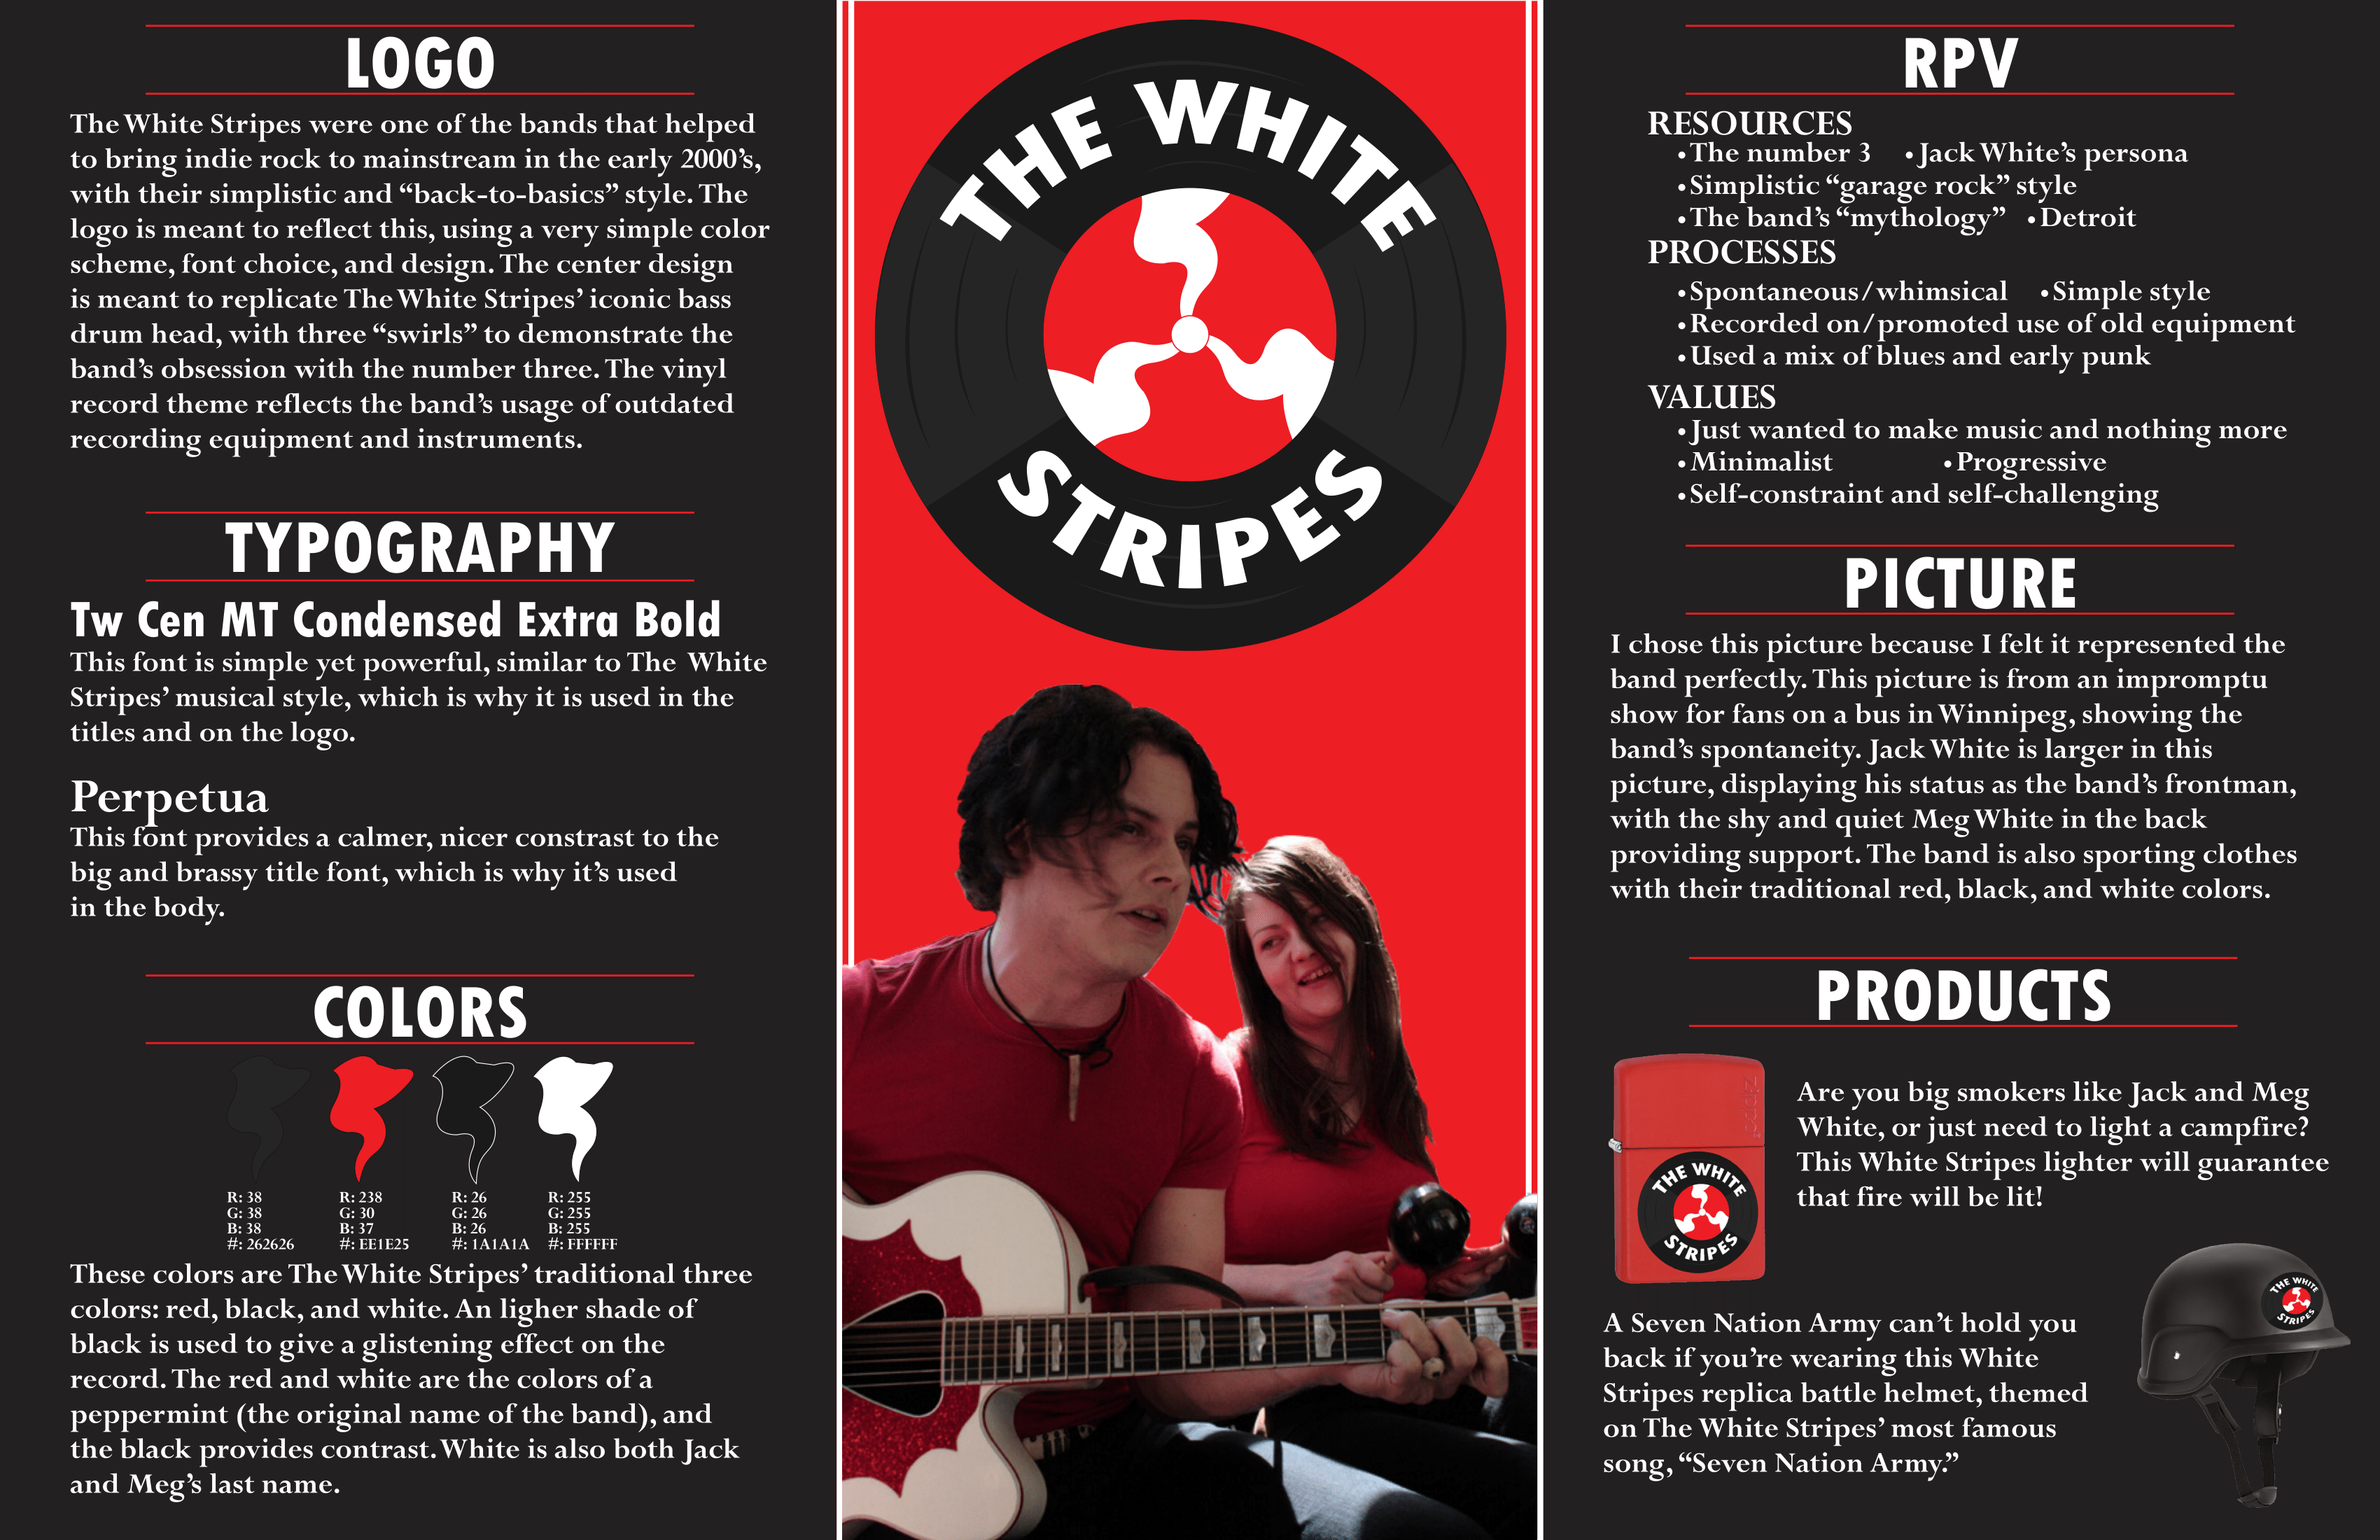 LOGO
The White Stripes were one of the bands that helped
to bring indie rock to mainstream in the early 2000’s,
with their simplistic and “back-to-basics” style. The
logo is meant to reflect this, using a very simple color
scheme, font choice, and design. The center design
is meant to replicate The White Stripes’ iconic bass
drum head, with three “swirls” to demonstrate the
band’s obsession with the number three. The vinyl
record theme reflects the band’s usage of outdated
recording equipment and instruments.
TYPOGRAPHY
Tw Cen MT Condensed Extra Bold
This font is simple yet powerful, similar to The White
Stripes’ musical style, which is why it is used in the
titles and on the logo.
Perpetua
This font provides a calmer, nicer constrast to the
big and brassy title font, which is why it’s used
in the body.
COLORS
R: 38
G: 38
B: 38
#: 262626
R: 238
G: 30
B: 37
#: EE1E25
R: 26
G: 26
B: 26
#: 1A1A1A
R: 255
G: 255
B: 255
#: FFFFFF
These colors are The White Stripes’ traditional three
colors: red, black, and white. An ligher shade of
black is used to give a glistening effect on the
record. The red and white are the colors of a
peppermint (the original name of the band), and
the black provides contrast. White is also both Jack
and Meg’s last name.
THE WHITE
STRIPES
RPV
RESOURCES
• The number 3 • Jack White’s persona
• Simplistic “garage rock” style
• The band’s “mythology” • Detroit
PROCESSES
• Spontaneous/whimsical • Simple style
• Recorded on/promoted use of old equipment
• Used a mix of blues and early punk
VALUES
• Just wanted to make music and nothing more
• Minimalist • Progressive
• Self-constraint and self-challenging
PICTURE
I chose this picture because I felt it represented the
band perfectly. This picture is from an impromptu
show for fans on a bus in Winnipeg, showing the
band’s spontaneity. Jack White is larger in this
picture, displaying his status as the band’s frontman,
with the shy and quiet Meg White in the back
providing support. The band is also sporting clothes
with their traditional red, black, and white colors.
PRODUCTS
zippo
THE WHITE
STRIPES
Are you big smokers like Jack and Meg
White, or just need to light a campfire?
This White Stripes lighter will guarantee
that fire will be lit!
A Seven Nation Army can’t hold you
back if you’re wearing this White
Stripes replica battle helmet, themed
on The White Stripes’ most famous
song, “Seven Nation Army.”
THE WHITE
STRIPES